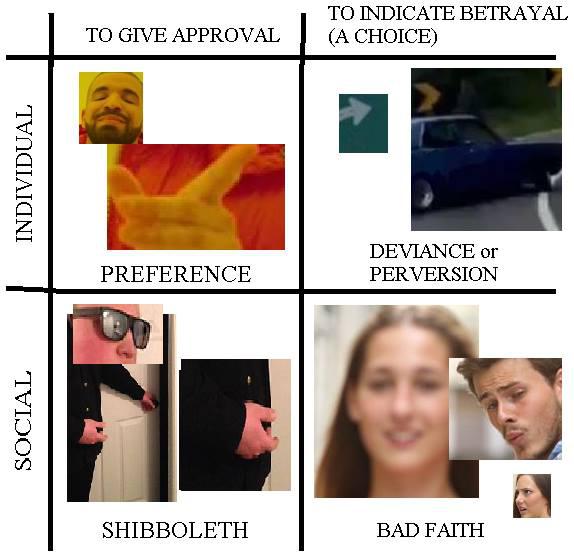 TO GIVE APPROVAL
TO INDICATE BETRAYAL
(A CHOICE)
INDIVIDUAL
PREFERENCE
DEVIANCE or
PERVERSION
SOCIAL
SHIBBOLETH
BAD FAITH